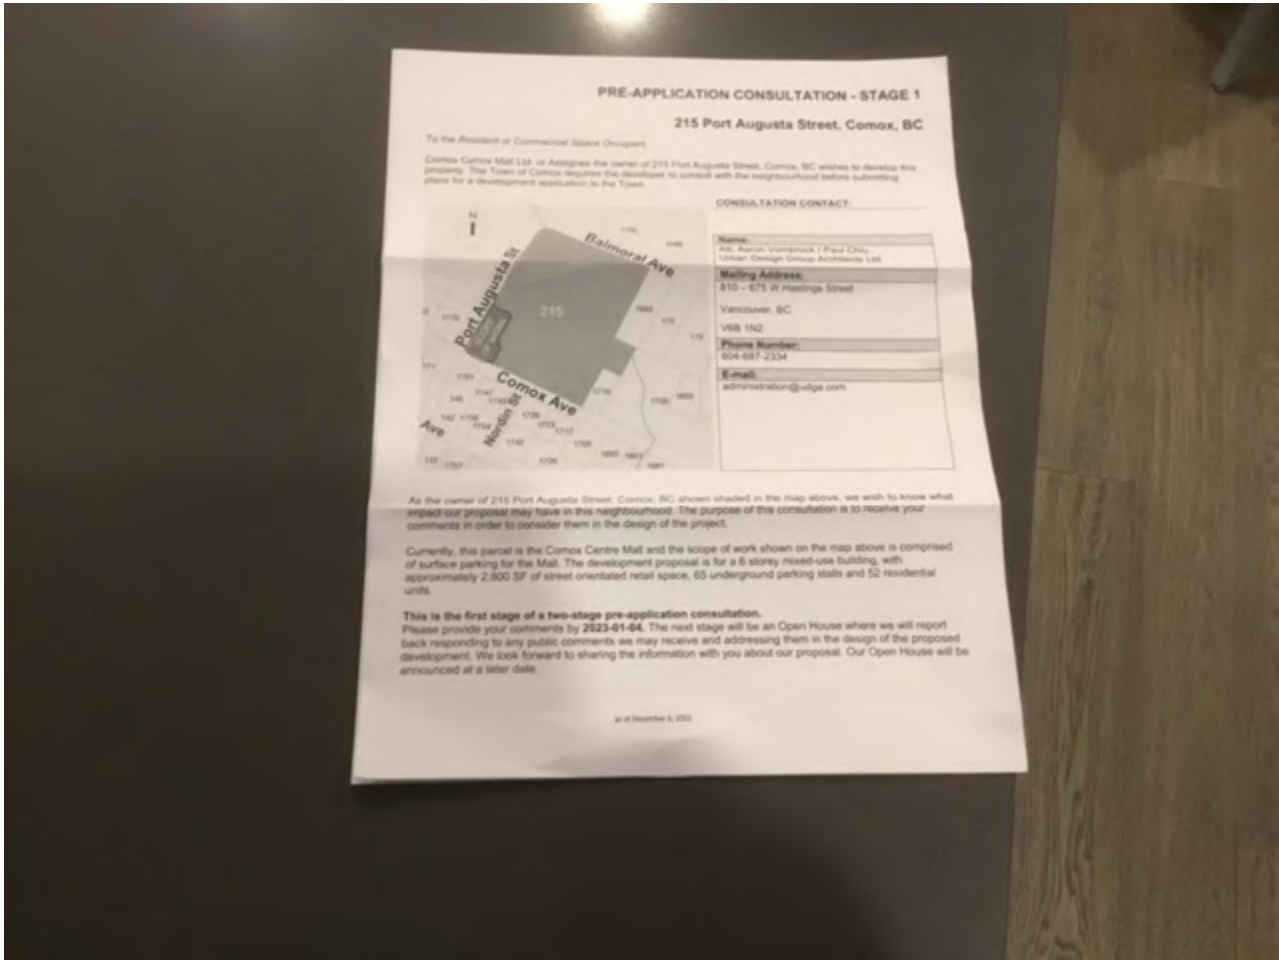 PRE-APPLICATION CONSULTATION - STAGE 1
215 Port Augusta Street, Comox, BC
To the Resident or Commercial Space Occupant,
Comox Centre Mall Ltd. or Assignee the owner of 215 Port Augusta Street, Comox, BC wishes to develop this
property. The Town of Comox requires the developer to consult with the neighbourhood before submitting
plans for a development application to the Town
N
Balmoral Ave
Port Augusta St
215
Comox Ave
Nordin St
Ave
CONSULTATION CONTACT:
Name:
Att: Aaron Vornbrock / Paul Chiu
Urban Design Group Architects Ltd.
Mailing Address:
810 – 675 W Hastings Street
Vancouver, BC
V6B 1N2
Phone Number:
604-687-2334
E-mail:
administration@udga.com
As the owner of 215 Port Augusta Street, Comox, BC shown shaded in the map above, we wish to know what
impact our proposal may have in this neighbourhood. The purpose of this consultation is to receive your
comments in order to consider them in the design of the project.
Currently, this parcel is the Comox Centre Mall and the scope of work shown on the map above is comprised
of surface parking for the Mall. The development proposal is for a 6 storey mixed-use building, with
approximately 2,800 SF of street orientated retail space, 65 underground parking stalls and 52 residential
units.
This is the first stage of a two-stage pre-application consultation.
Please provide your comments by 2023-01-04. The next stage will be an Open House where we will report
back responding to any public comments we may receive and addressing them in the design of the proposed
development. We look forward to sharing the information with you about our proposal. Our Open House will be
announced at a later date.
as at December 6, 2022